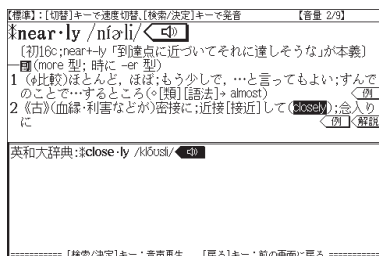 【標準】:[切替]キーで速度切替、[検索/決定]キーで発音 【音量 2/9】
⁑near･ly /níərli/
〔初16c;near+-ly「到達点に近づいてそれに達しそうな」が本義〕
━副(more 型; 時に -er 型)
1 (φ比較)ほとんど, ほぼ;もう少しで, …と言ってもよい;すんで
のことで…するところ(◇[類][語法]→ almost) 例
2 《古》(血縁･利害などが)密接に;近接[接近]して(closely);念入り
に 例 解説
英和大辞典:⁑close･ly /klóusli/
=========== [検索/決定]キー：音声再生 [戻る]キー：前の画面に戻る ===========